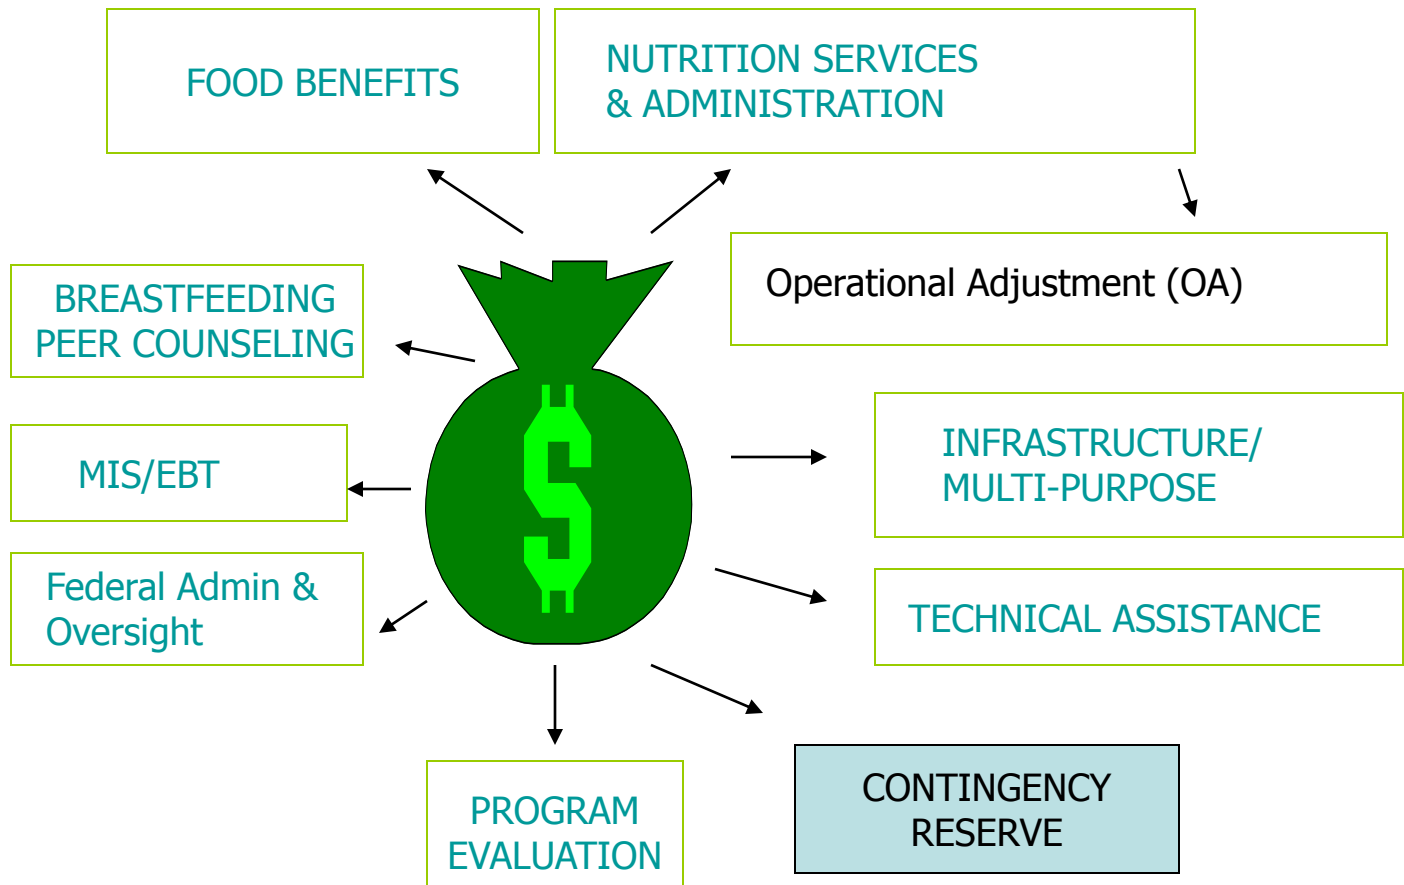 FOOD BENEFITS
NUTRITION SERVICES
& ADMINISTRATION
Operational Adjustment (OA)
BREASTFEEDING
PEER COUNSELING
$
INFRASTRUCTURE/
MULTI-PURPOSE
MIS/EBT
Federal Admin &
Oversight
TECHNICAL ASSISTANCE
CONTINGENCY
RESERVE
PROGRAM
EVALUATION